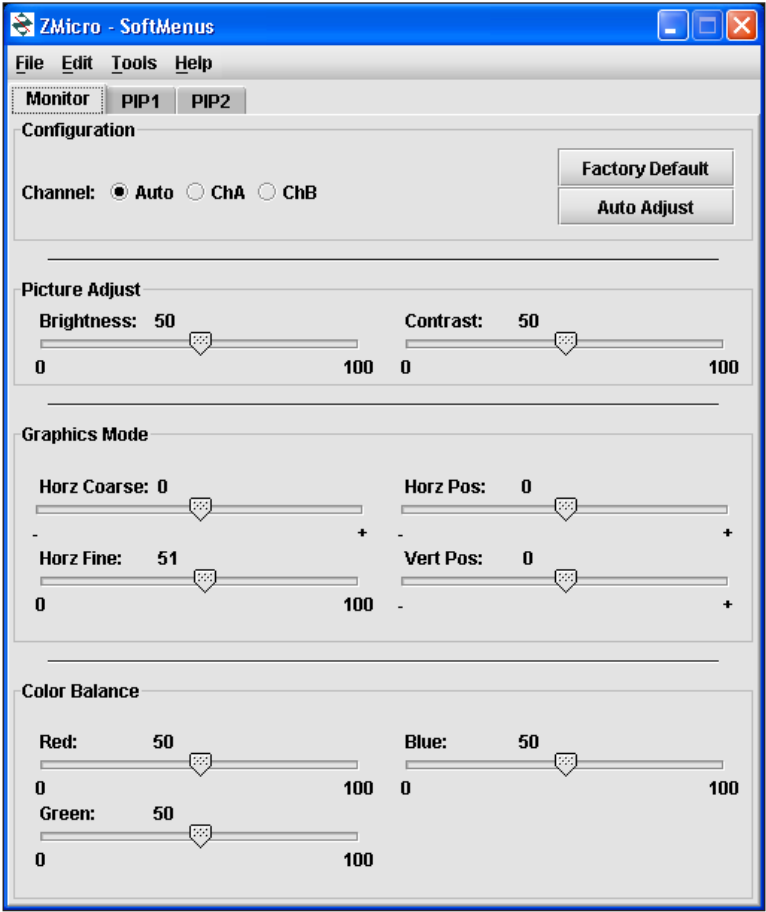 ZMicro - SoftMenus
File Edit Tools Help
Monitor PIP1 PIP2
Configuration
Factory Default
Channel: Auto ChA ChB
Auto Adjust
Picture Adjust
Brightness: 50 Contrast: 50
0 100 0 100
Graphics Mode
Horz Coarse: 0 Horz Pos: 0
- + - +
Horz Fine: 51 Vert Pos: 0
0 100 - +
Color Balance
Red: 50 Blue: 50
0 100 0 100
Green: 50
0 100